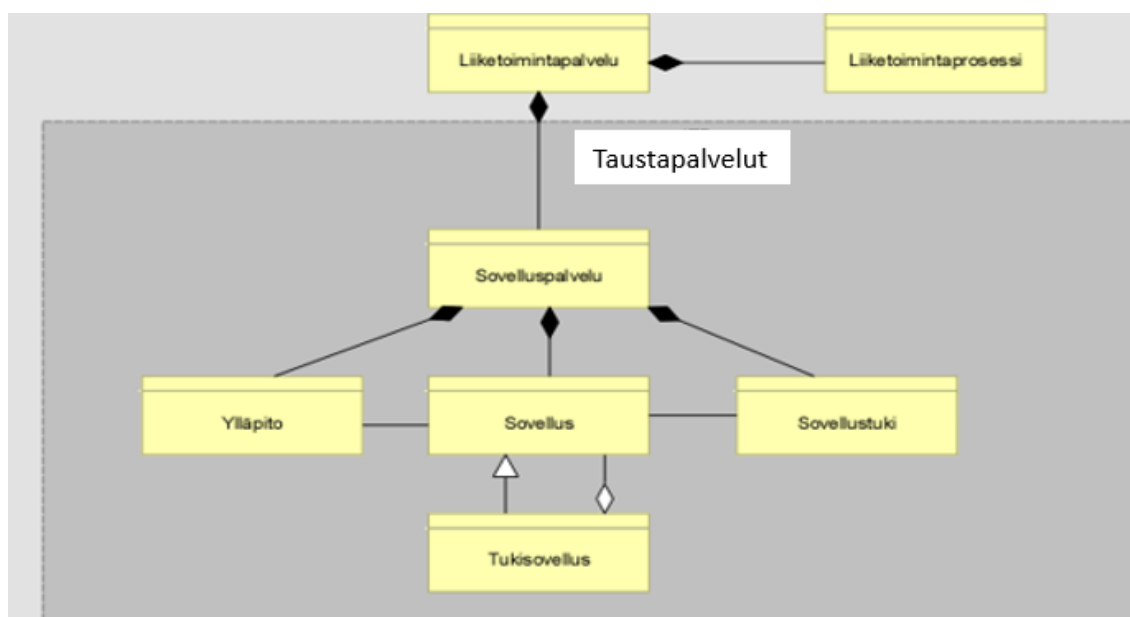 Liiketoimintapalvelu
Liiketoimintaprosessi
Taustapalvelut
Sovelluspalvelu
Ylläpito
Sovellus
Sovellustuki
Tukisovellus